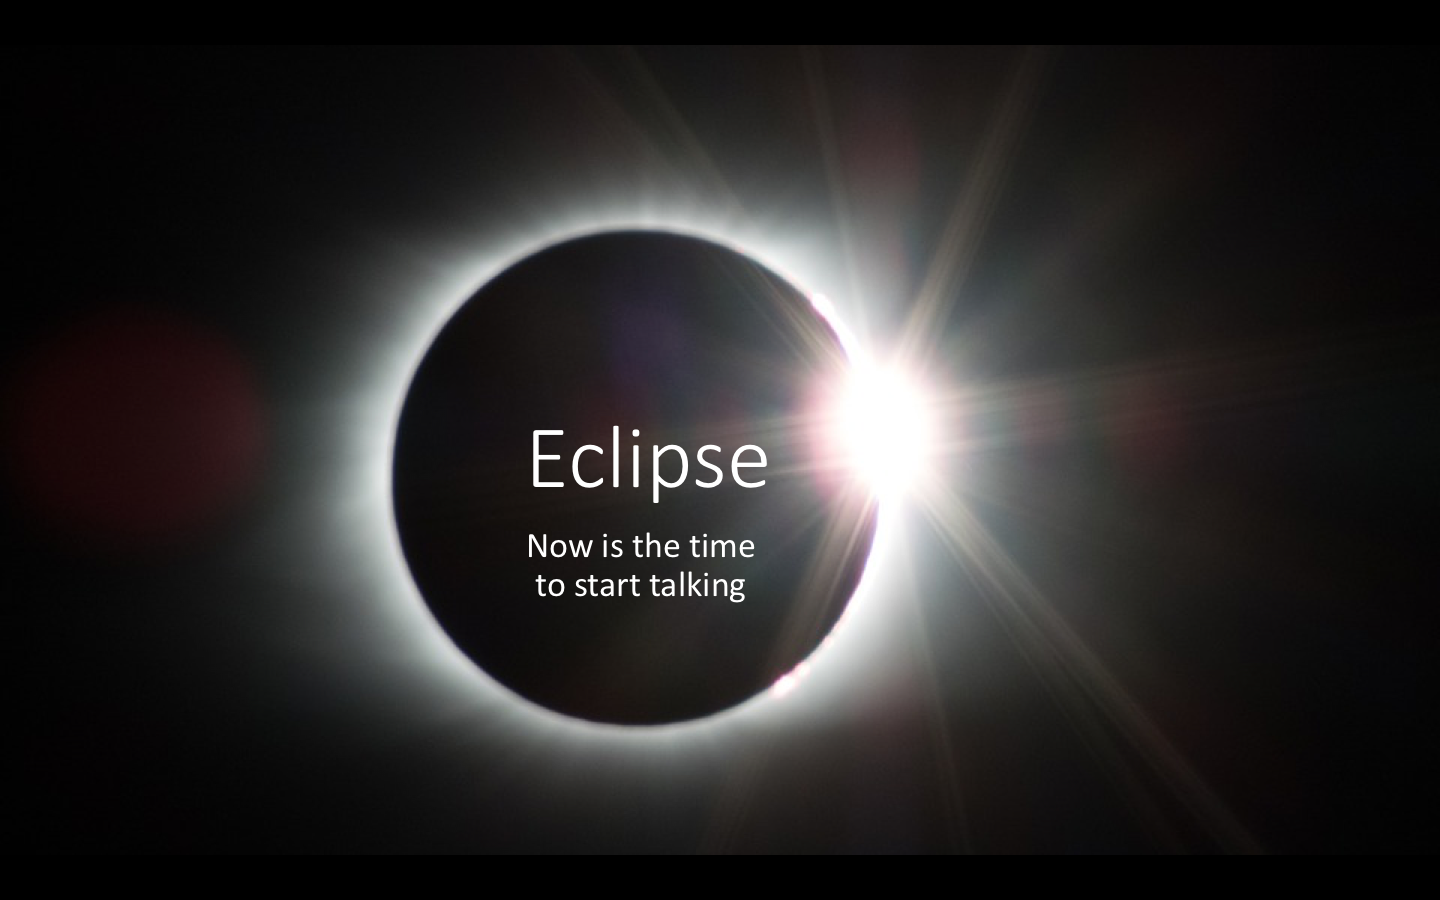 Eclipse
Now is the time
to start talking